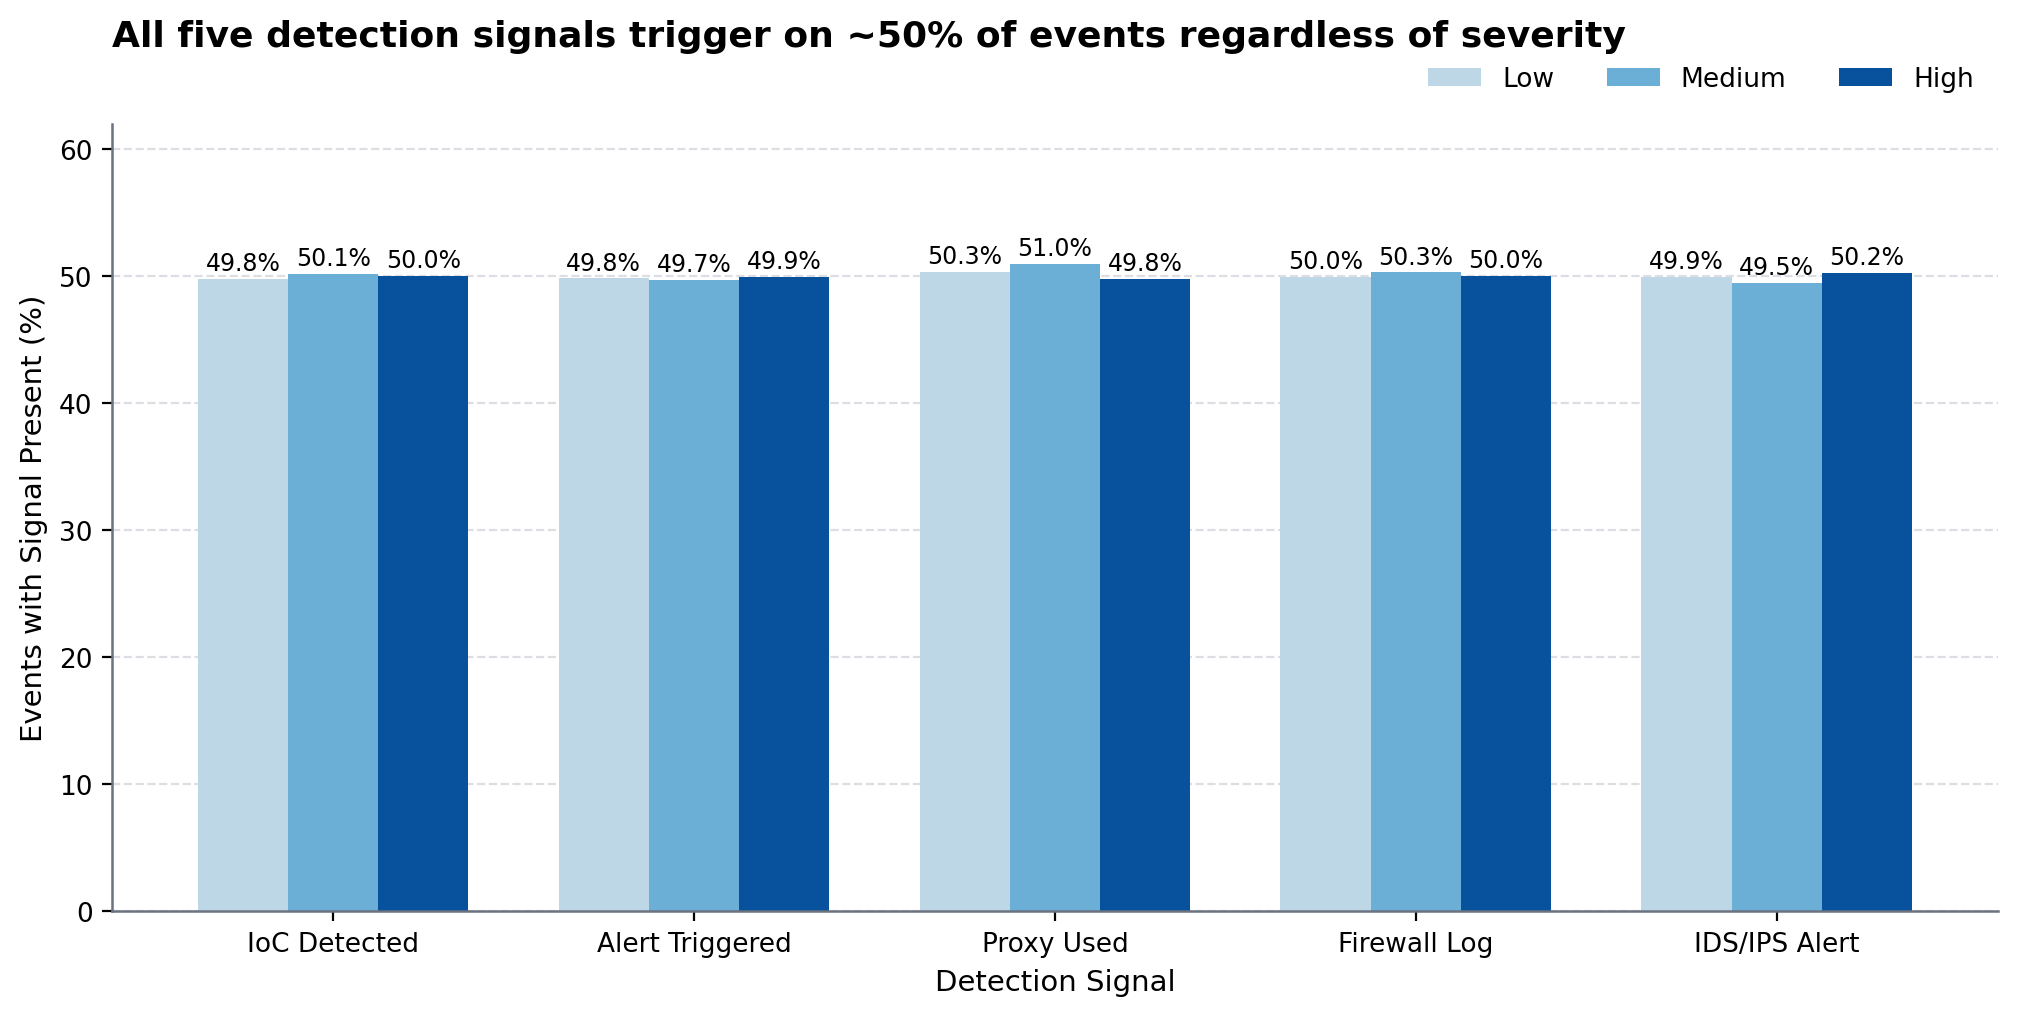 All five detection signals trigger on ~50% of events regardless of severity
Low Medium High
Events with Signal Present (%)
60
50
40
30
20
10
0
49.8% 50.1% 50.0%
49.8% 49.7% 49.9%
50.3% 51.0% 49.8%
50.0% 50.3% 50.0%
49.9% 49.5% 50.2%
IoC Detected Alert Triggered Proxy Used Firewall Log IDS/IPS Alert
Detection Signal